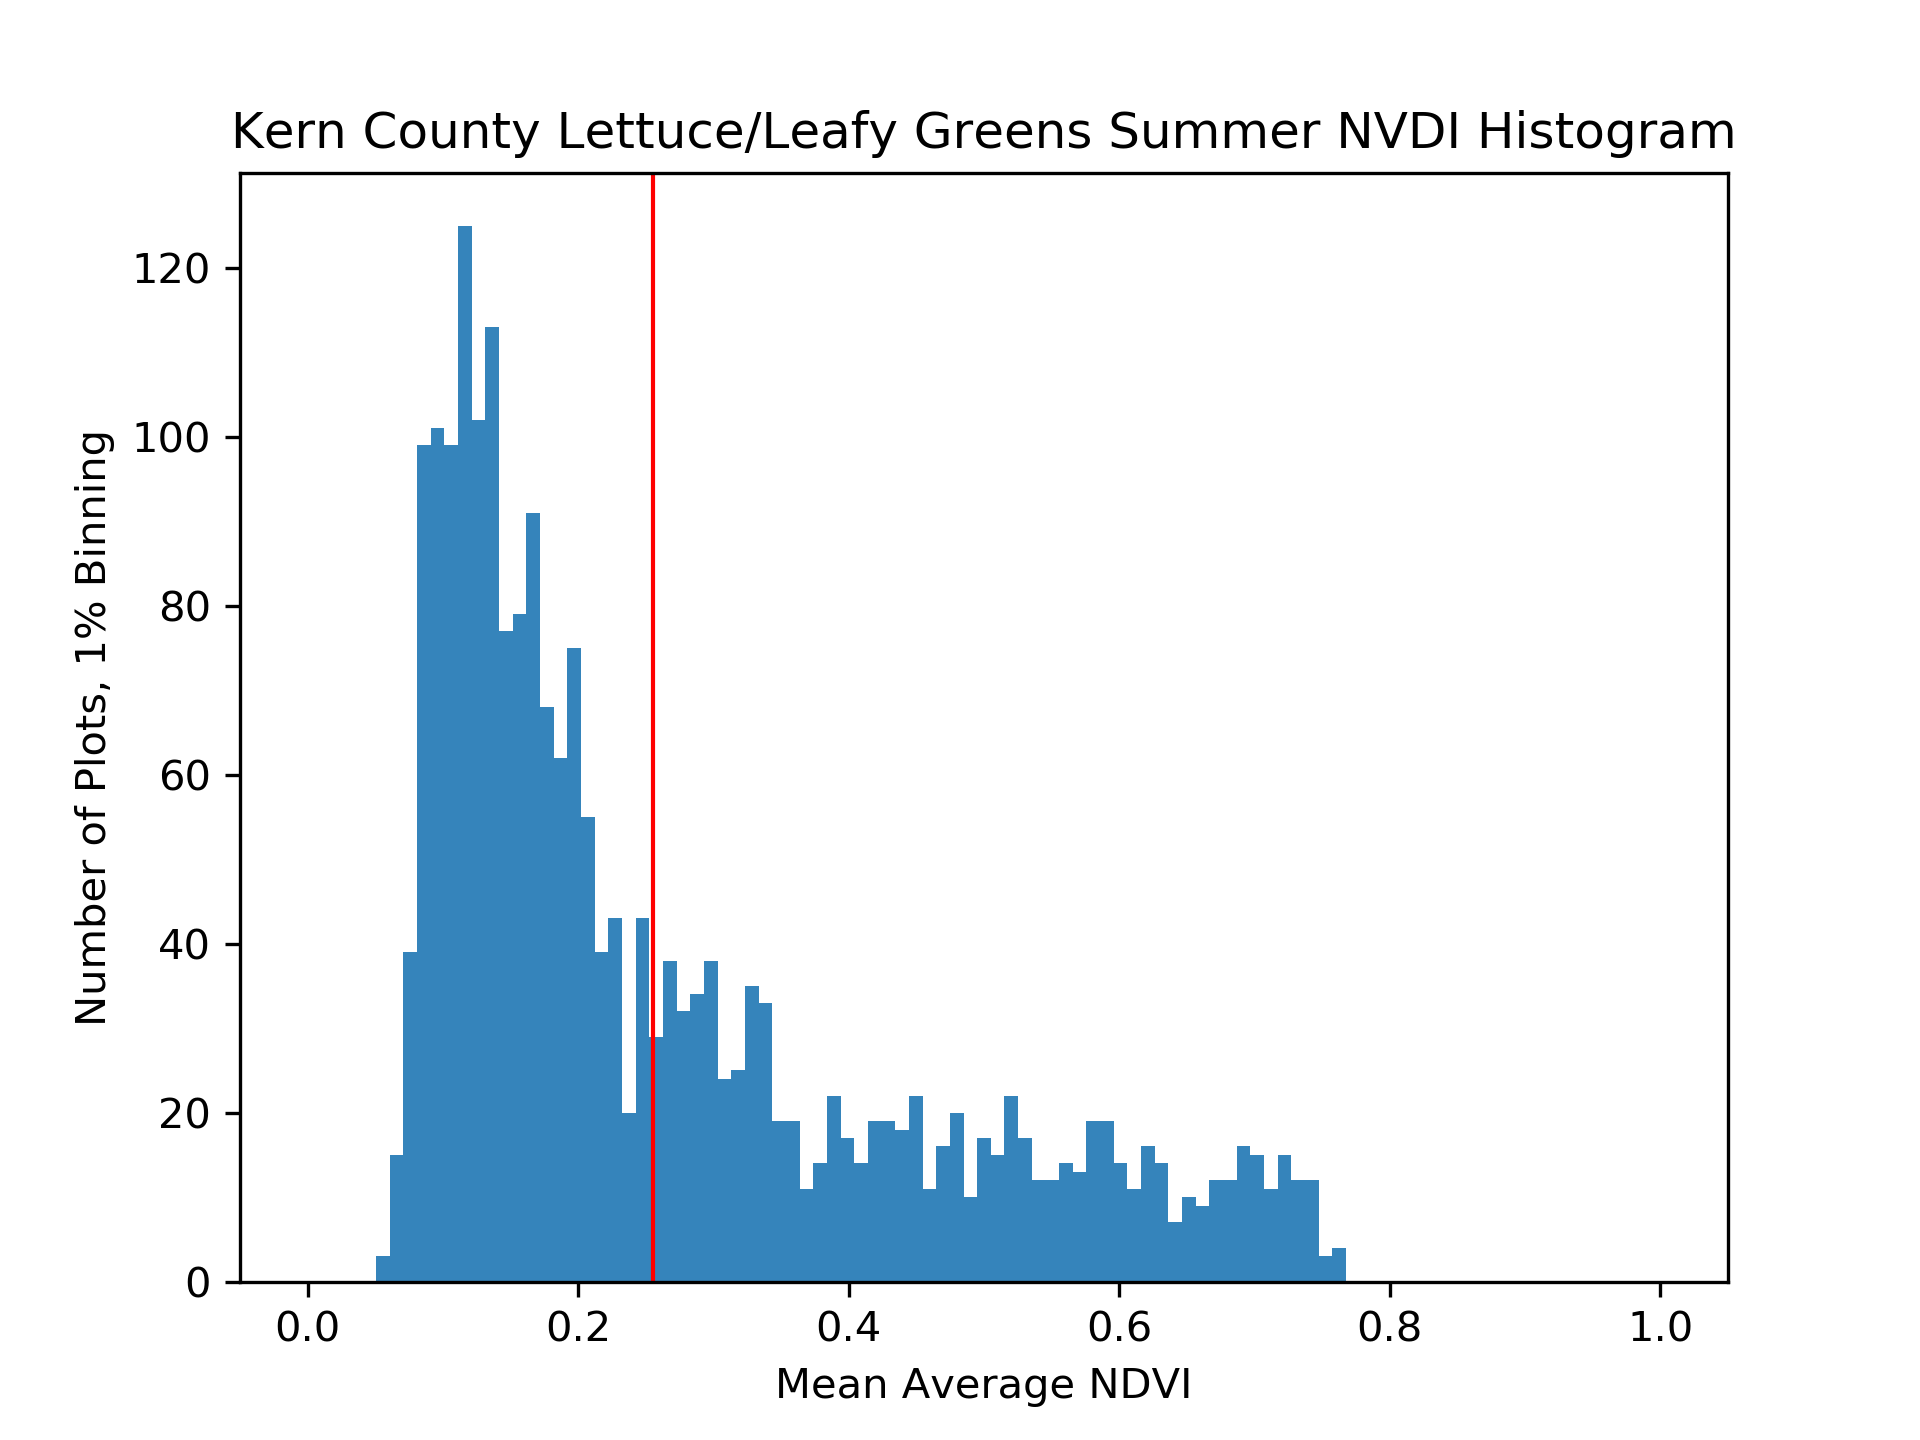 Kern County Lettuce/Leafy Greens Summer NVDI Histogram
120
100
80
60
40
20
0
Number of Plots, 1% Binning
0.0 0.2 0.4 0.6 0.8 1.0
Mean Average NDVI